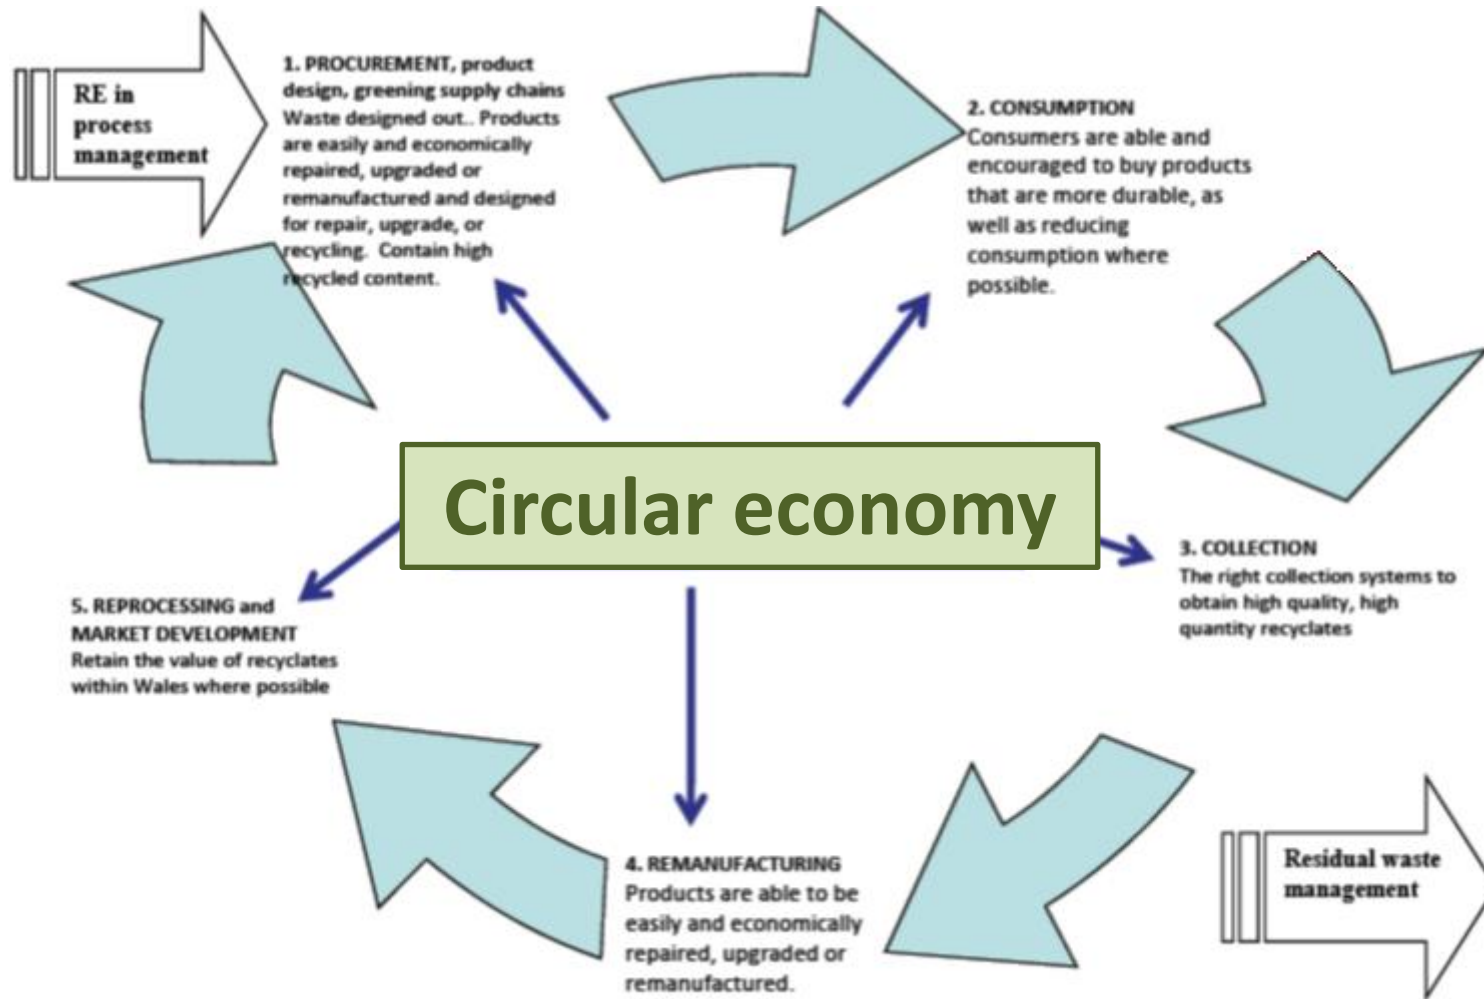 RE in
process
management
1. PROCUREMENT, product
design, greening supply chains
Waste designed out.. Products
are easily and economically
repaired, upgraded or
remanufactured and designed
for repair, upgrade, or
recycling. Contain high
recycled content.
2. CONSUMPTION
Consumers are able and
encouraged to buy products
that are more durable, as
well as reducing
consumption where
possible.
Circular economy
3. COLLECTION
The right collection systems to
obtain high quality, high
quantity recyclates
5. REPROCESSING and
MARKET DEVELOPMENT
Retain the value of recyclates
within Wales where possible
4. REMANUFACTURING
Products are able to be
easily and economically
repaired, upgraded or
remanufactured.
Residual waste
management